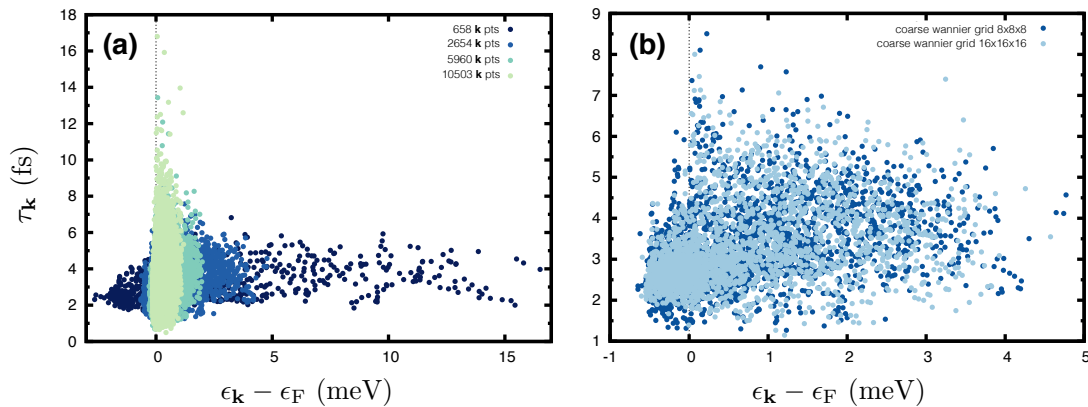 (a)
658 k pts
2654 k pts
5960 k pts
10503 k pts
18
16
14
12
10
8
6
4
2
0
0
5
10
15
τk (fs)
ϵk − ϵF (meV)
(b)
coarse wannier grid 8x8x8
coarse wannier grid 16x16x16
9
8
7
6
5
4
3
2
1
-1
0
1
2
3
4
5
ϵk − ϵF (meV)